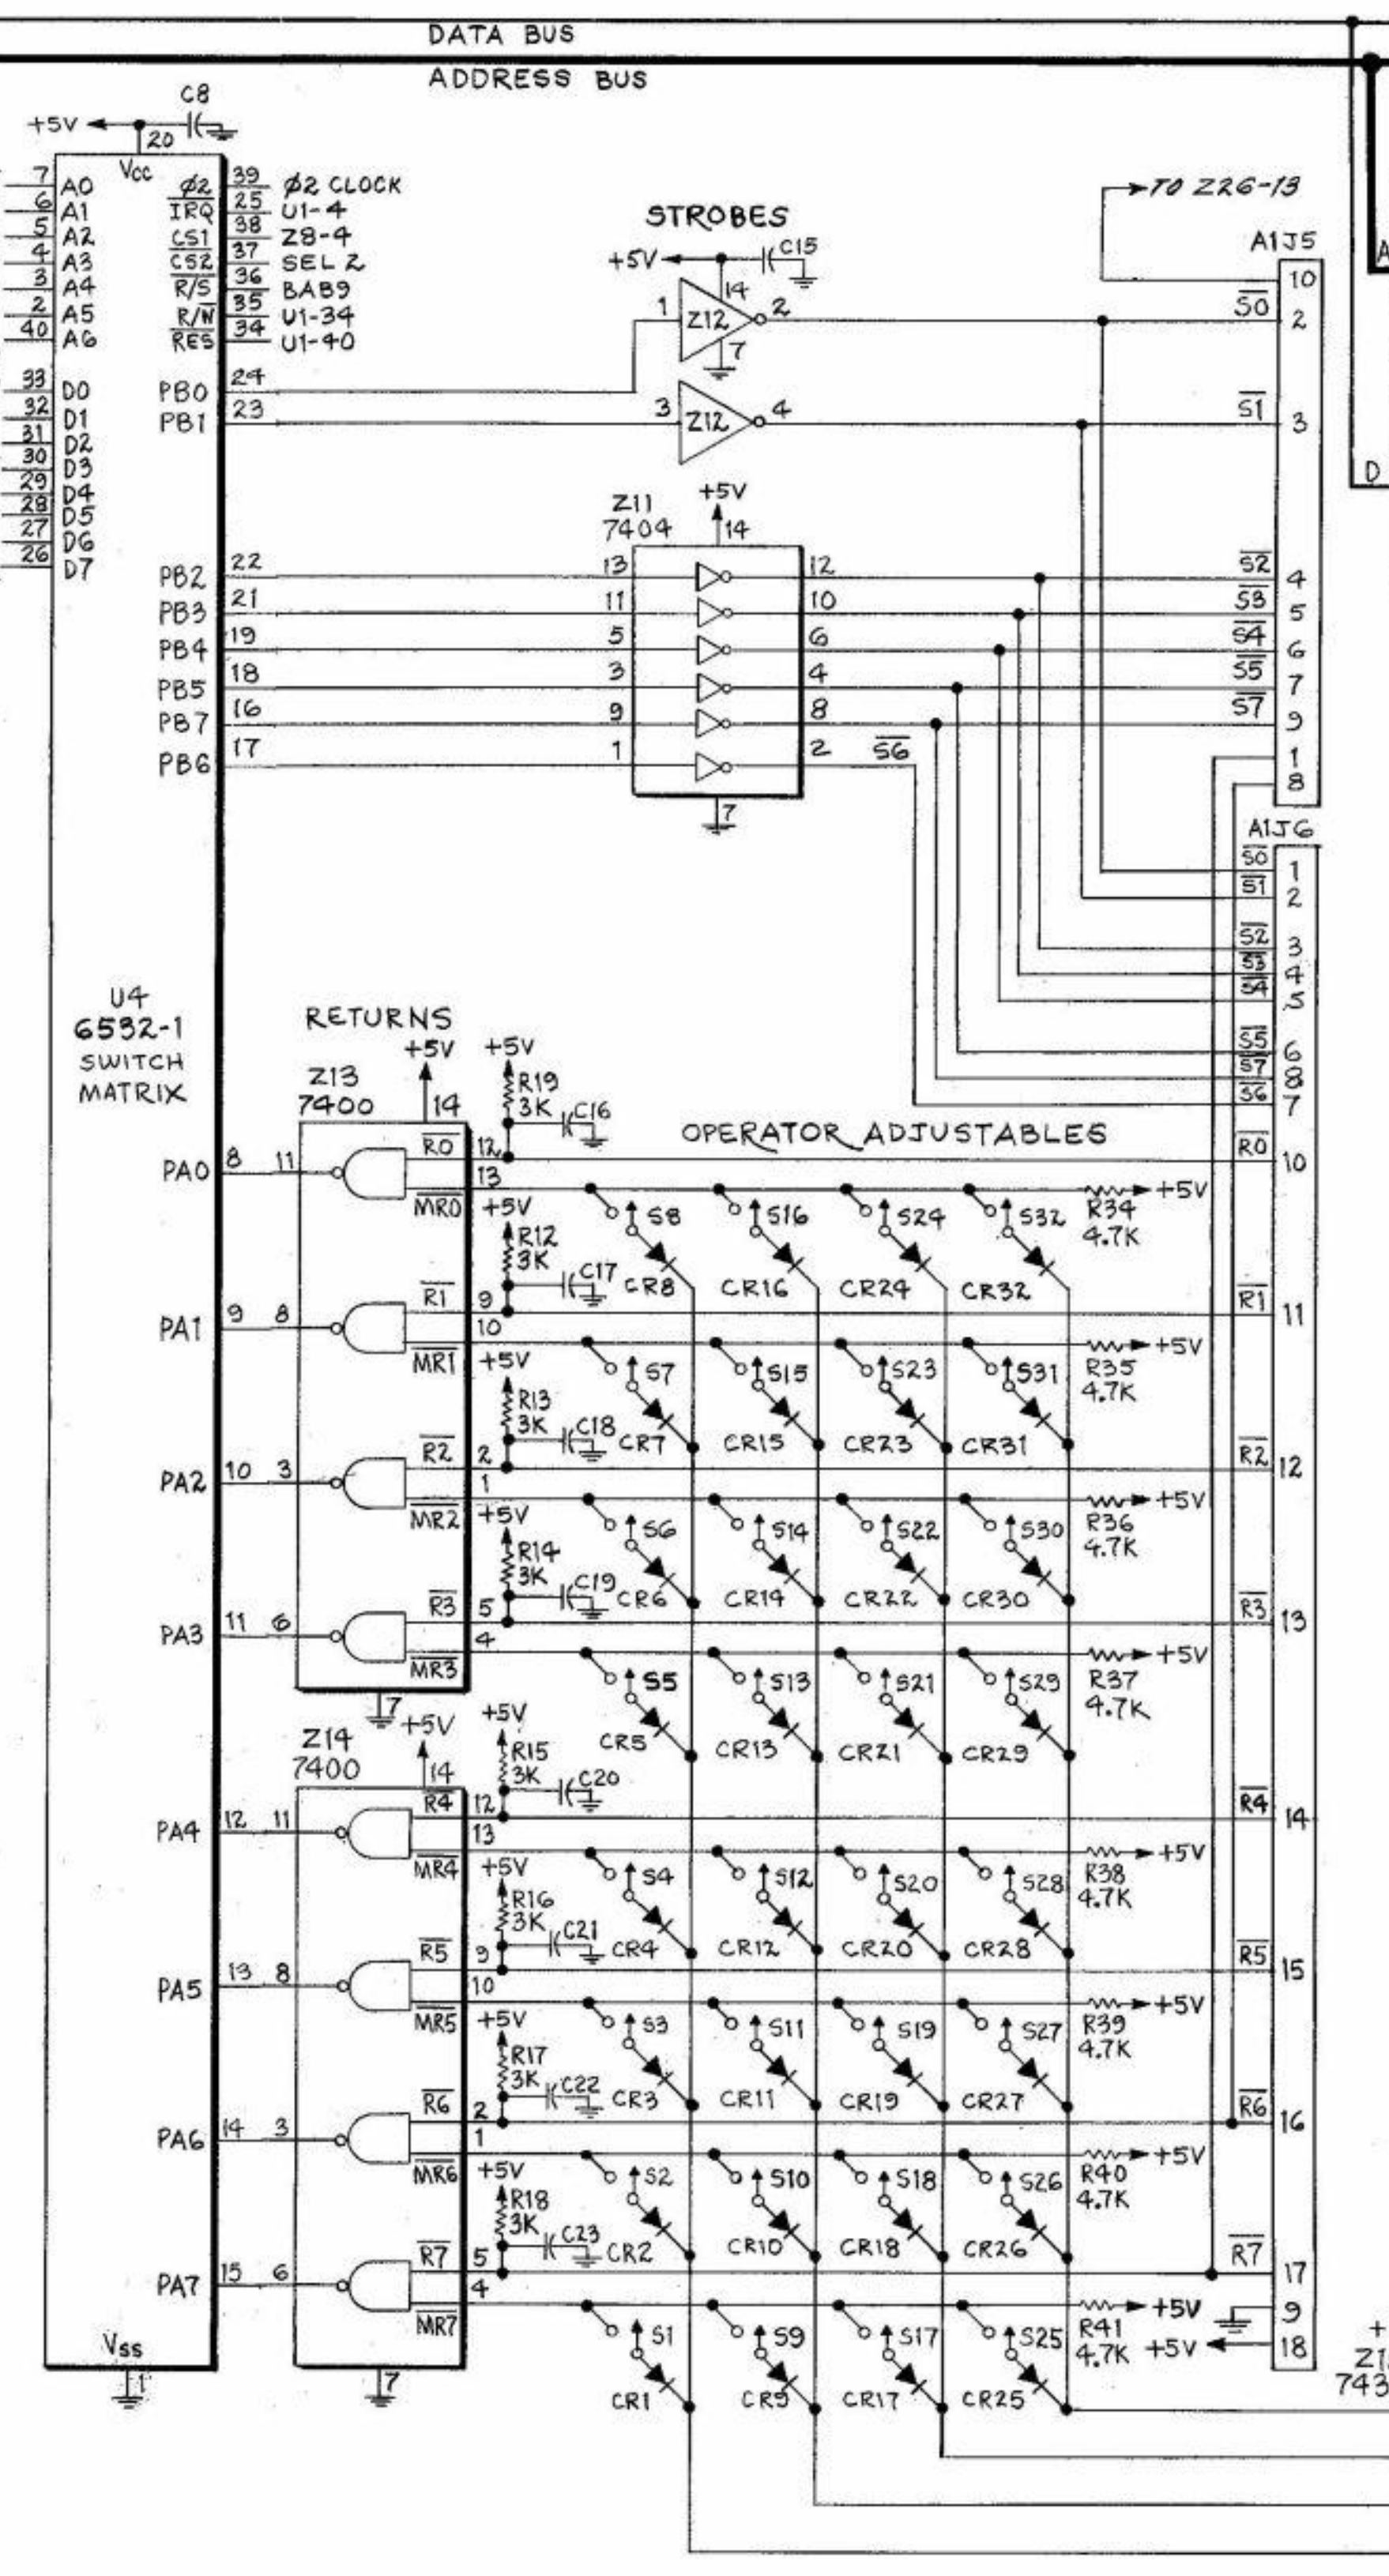 DATA BUS
ADDRESS BUS
C8
+5V
20
VCC
7 A0
6 A1
5 A2
4 A3
3 A4
2 A5
40 A6
33 D0
32 D1
31 D2
30 D3
29 D4
28 D5
27 D6
26 D7
ø2 39 ø2 CLOCK
IRQ 25 U1-4
CS1 38 Z8-4
CS2 37 SEL 2
R/S 36 BAB9
R/W 35 U1-34
RES 34 U1-40
PB0 24
PB1 23
PB2 22
PB3 21
PB4 19
PB5 18
PB7 16
PB6 17
STROBES
+5V
C15
14
1 Z12 2
7
3 Z12 4
Z11
7404
+5V
14
13 12
11 10
5 6
3 4
9 8
1 2 S6
7
TO Z26-13
A1J5
10
S0 2
S1 3
S2 4
S3 5
S4 6
S5 7
S7 9
1
8
A
D
A1J6
S0 1
S1 2
S2 3
S3 4
S4 5
S5 6
S7 8
S6 7
U4
6532-1
SWITCH
MATRIX
RETURNS
+5V +5V
Z13
7400 14
R19
3K C16
OPERATOR ADJUSTABLES
PA0 8 11 R0 12 R0 10
13 +5V
MR0 +5V S8 S16 S24 S32 R34
4.7K
R12
3K C17 CR8 CR16 CR24 CR32
PA1 9 8 R1 9 R1 11
10 +5V
MR1 +5V S7 S15 S23 S31 R35
4.7K
R13
3K C18 CR7 CR15 CR23 CR31
PA2 10 3 R2 2 R2 12
1 +5V
MR2 +5V S6 S14 S22 S30 R36
4.7K
R14
3K C19 CR6 CR14 CR22 CR30
PA3 11 6 R3 5 R3 13
4 +5V
MR3 S5 S13 S21 S29 R37
4.7K
7
+5V +5V
CR5 CR13 CR21 CR29
Z14
7400 14
R15
3K C20
PA4 12 11 R4 12 R4 14
13 +5V
MR4 +5V S4 S12 S20 S28 R38
4.7K
R16
3K C21 CR4 CR12 CR20 CR28
PA5 13 8 R5 9 R5 15
10 +5V
MR5 +5V S3 S11 S19 S27 R39
4.7K
R17
3K C22 CR3 CR11 CR19 CR27
PA6 14 3 R6 2 R6 16
1 +5V
MR6 +5V S2 S10 S18 S26 R40
4.7K
R18
3K C23 CR2 CR10 CR18 CR26
PA7 15 6 R7 5 R7 17
4 +5V 9
MR7 S1 S9 S17 S25 R41
4.7K +5V 18
VSS
1
7
CR1 CR9 CR17 CR25
+
Z1
743